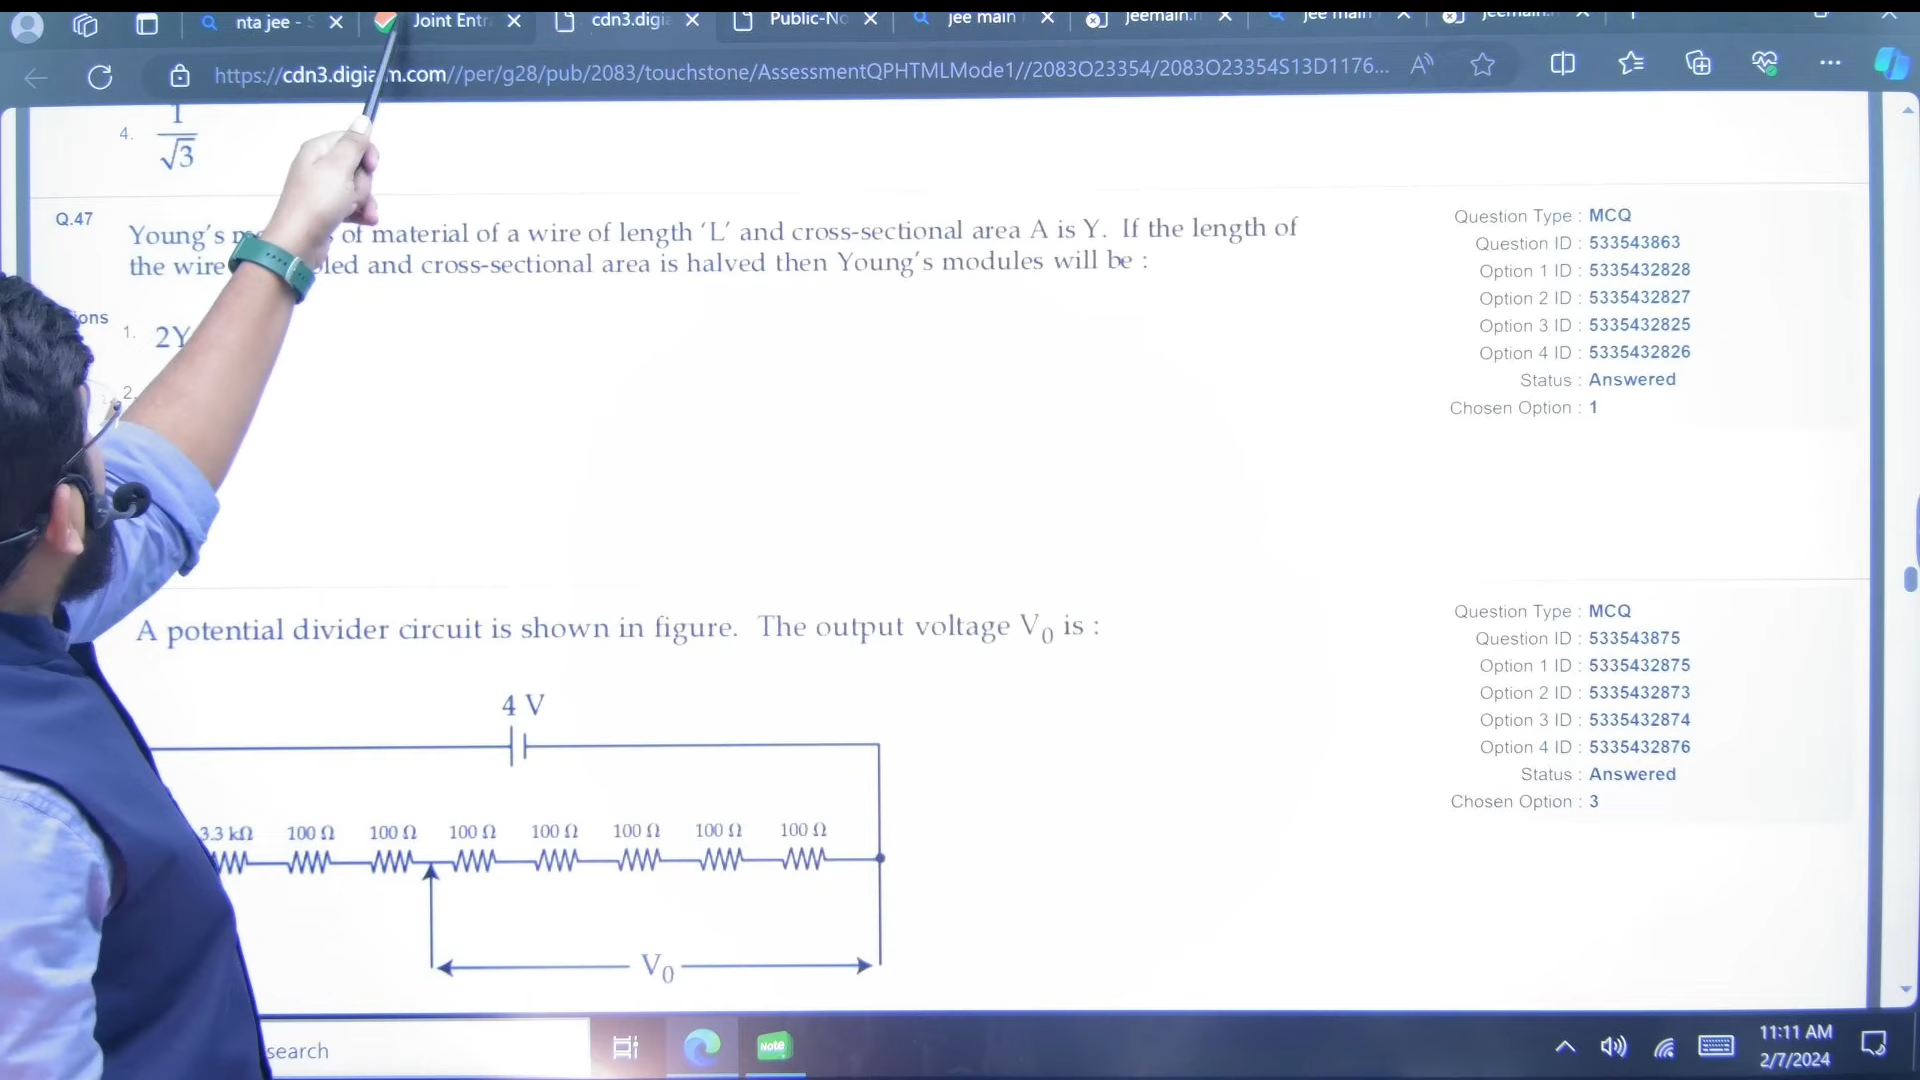 nta jee -
Joint Entr
cdn3.digi
Public-No
jee main
jeemain.n
jee main
jeemain.n
https://cdn3.digia m.com//per/g28/pub/2083/touchstone/AssessmentQPHTMLMode1//2083O23354/2083O23354S13D1176...
4. 1/√3
Q.47
Young's of material of a wire of length 'L' and cross-sectional area A is Y. If the length of
the wire led and cross-sectional area is halved then Young's modules will be :
ons
1. 2Y
2.
Question Type : MCQ
Question ID : 533543863
Option 1 ID : 5335432828
Option 2 ID : 5335432827
Option 3 ID : 5335432825
Option 4 ID : 5335432826
Status : Answered
Chosen Option : 1
A potential divider circuit is shown in figure. The output voltage V0 is :
4 V
3.3 kΩ 100 Ω 100 Ω 100 Ω 100 Ω 100 Ω 100 Ω 100 Ω
V0
Question Type : MCQ
Question ID : 533543875
Option 1 ID : 5335432875
Option 2 ID : 5335432873
Option 3 ID : 5335432874
Option 4 ID : 5335432876
Status : Answered
Chosen Option : 3
search
Note
11:11 AM
2/7/2024